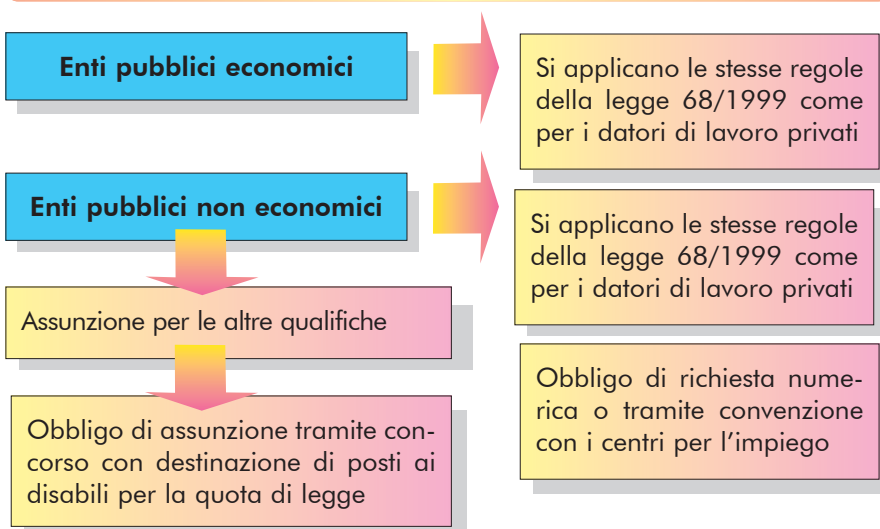 Enti pubblici economici
Si applicano le stesse regole
della legge 68/1999 come
per i datori di lavoro privati
Enti pubblici non economici
Si applicano le stesse regole
della legge 68/1999 come
per i datori di lavoro privati
Assunzione per le altre qualifiche
Obbligo di richiesta nume-
rica o tramite convenzione
con i centri per l'impiego
Obbligo di assunzione tramite con-
corso con destinazione di posti ai
disabili per la quota di legge